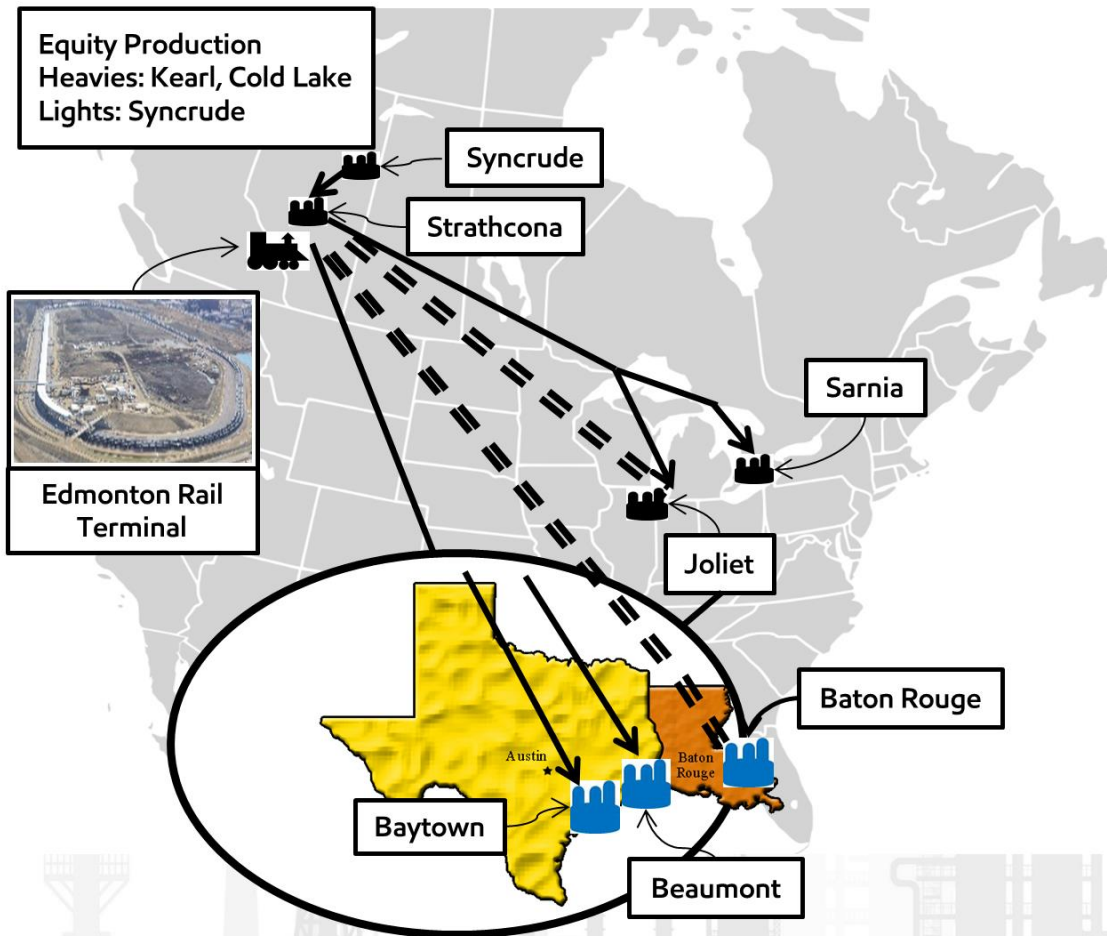 Equity Production
Heavies: Kearl, Cold Lake
Lights: Syncrude
Syncrude
Strathcona
Edmonton Rail
Terminal
Sarnia
Joliet
Baton Rouge
Austin
Baton
Rouge
Baytown
Beaumont